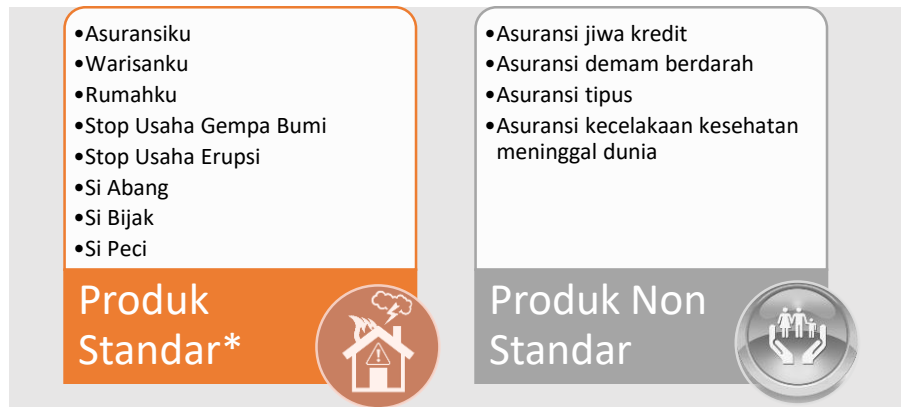 •Asuransiku
•Warisanku
•Rumahku
•Stop Usaha Gempa Bumi
•Stop Usaha Erupsi
•Si Abang
•Si Bijak
•Si Peci
Produk
Standar*
•Asuransi jiwa kredit
•Asuransi demam berdarah
•Asuransi tipus
•Asuransi kecelakaan kesehatan
meninggal dunia
Produk Non
Standar